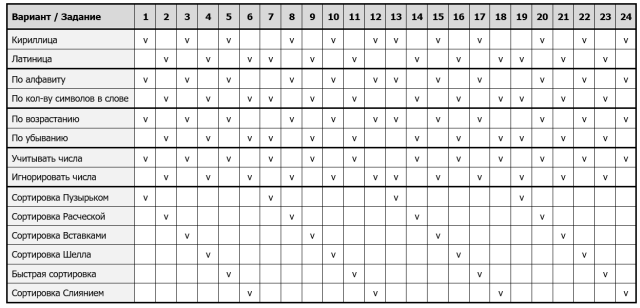 Вариант / Задание 1 2 3 4 5 6 7 8 9 10 11 12 13 14 15 16 17 18 19 20 21 22 23 24
Кириллица v v v v v v v v v v v v
Латиница v v v v v v v v v v v v
По алфавиту v v v v v v v v v v v v
По кол-ву символов в слове v v v v v v v v v v v v
По возрастанию v v v v v v v v v v v v
По убыванию v v v v v v v v v v v v
Учитывать числа v v v v v v v v v v v v
Игнорировать числа v v v v v v v v v v v v
Сортировка Пузырьком v v v v
Сортировка Расческой v v v v
Сортировка Вставками v v v v
Сортировка Шелла v v v v
Быстрая сортировка v v v v
Сортировка Слиянием v v v v